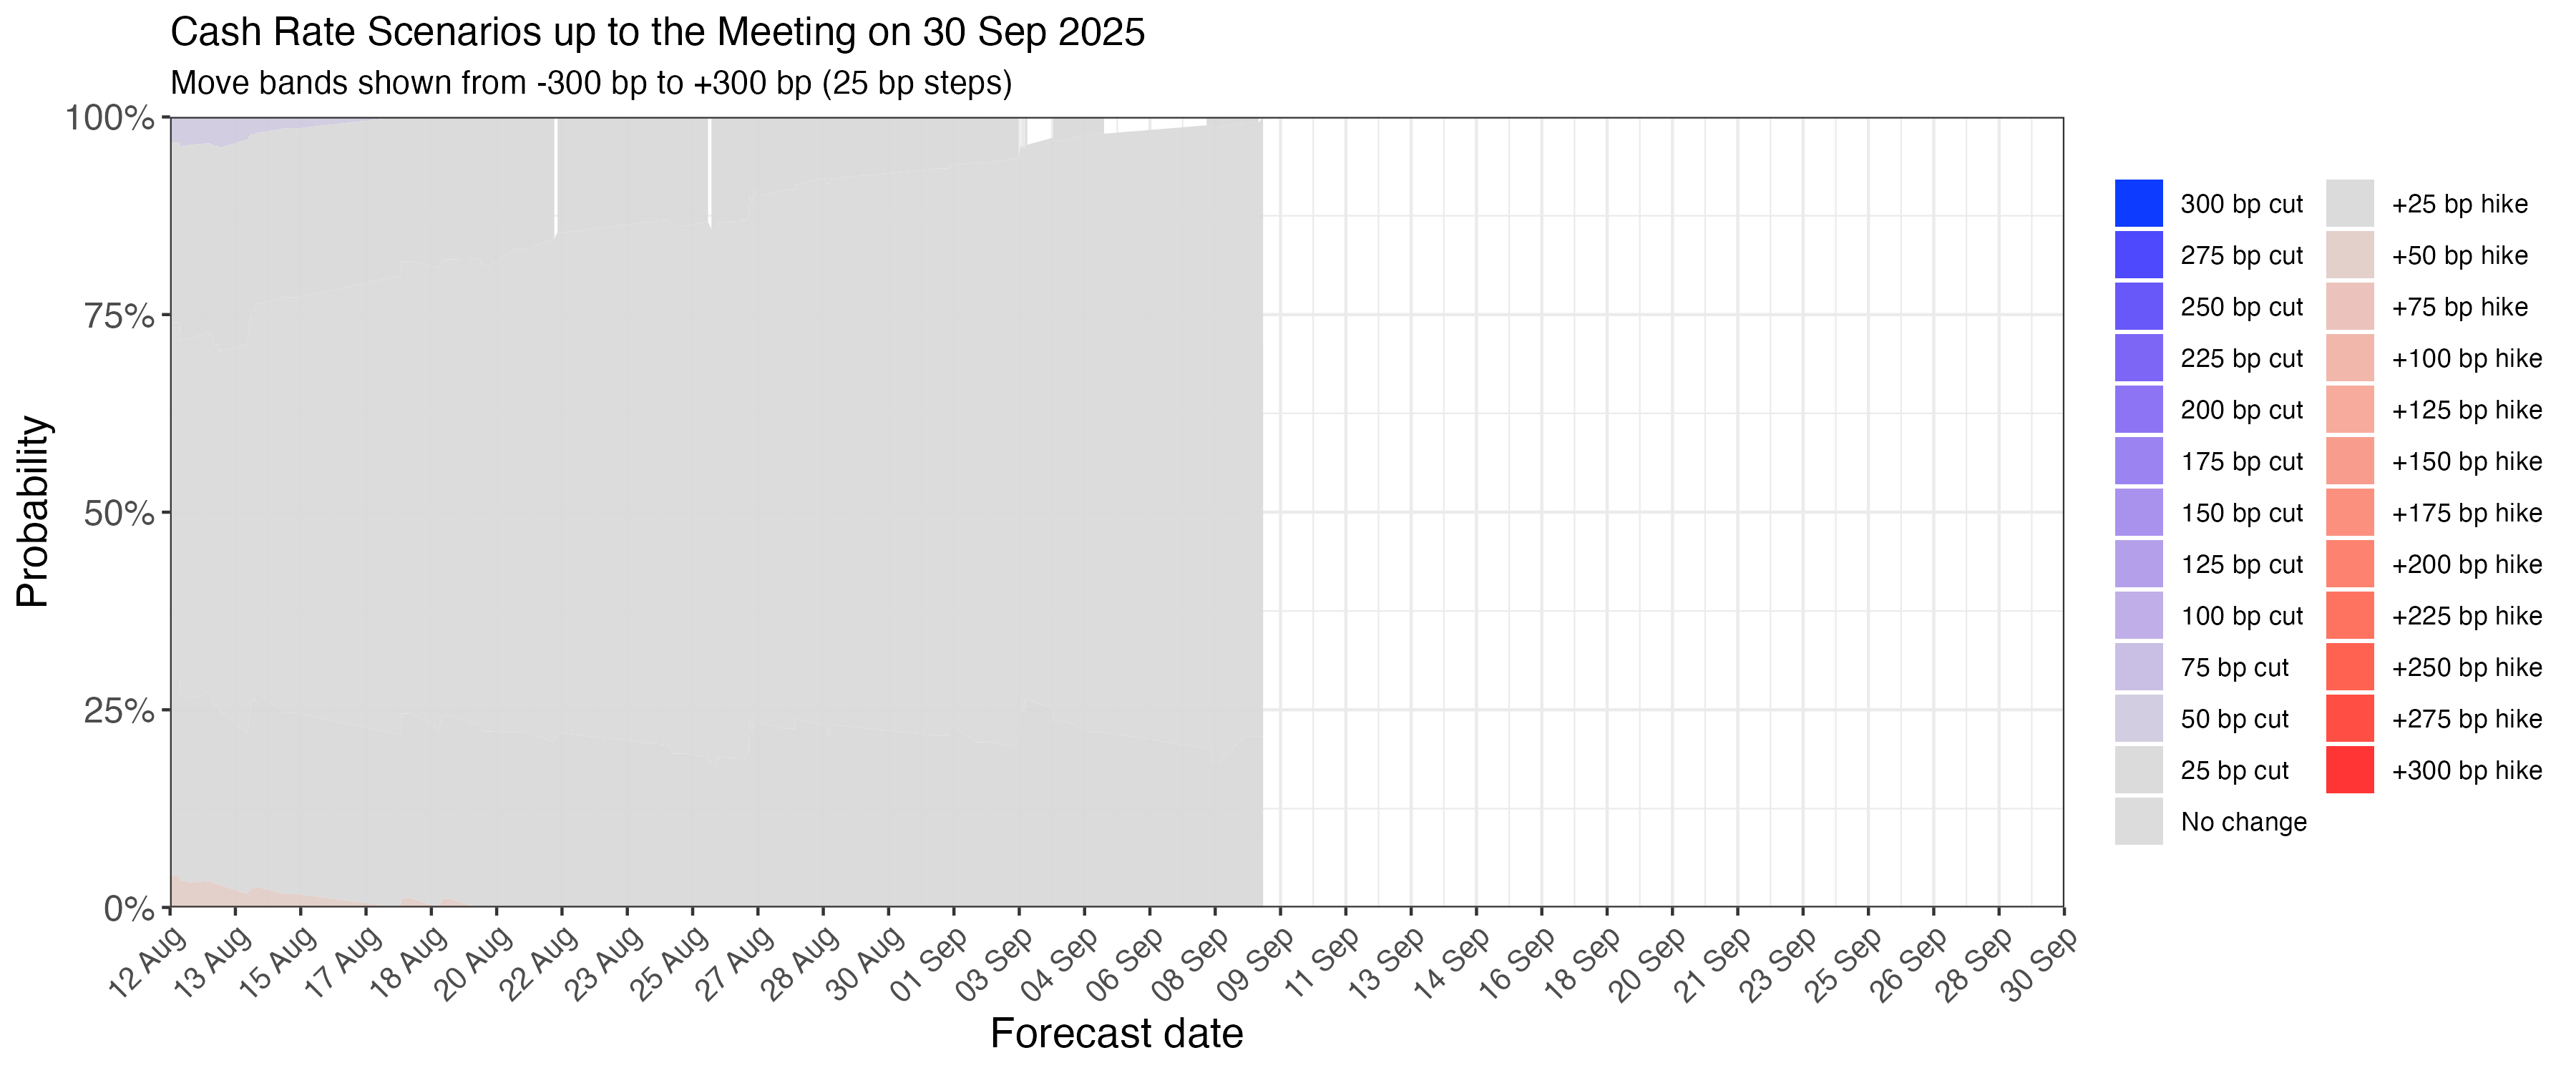 Cash Rate Scenarios up to the Meeting on 30 Sep 2025
Move bands shown from -300 bp to +300 bp (25 bp steps)
100%
75%
50%
25%
0%
Probability
12 Aug
13 Aug
15 Aug
17 Aug
18 Aug
20 Aug
22 Aug
23 Aug
25 Aug
27 Aug
28 Aug
30 Aug
01 Sep
03 Sep
04 Sep
06 Sep
08 Sep
09 Sep
11 Sep
13 Sep
14 Sep
16 Sep
18 Sep
20 Sep
21 Sep
23 Sep
25 Sep
26 Sep
28 Sep
30 Sep
Forecast date
300 bp cut
275 bp cut
250 bp cut
225 bp cut
200 bp cut
175 bp cut
150 bp cut
125 bp cut
100 bp cut
75 bp cut
50 bp cut
25 bp cut
No change
+25 bp hike
+50 bp hike
+75 bp hike
+100 bp hike
+125 bp hike
+150 bp hike
+175 bp hike
+200 bp hike
+225 bp hike
+250 bp hike
+275 bp hike
+300 bp hike